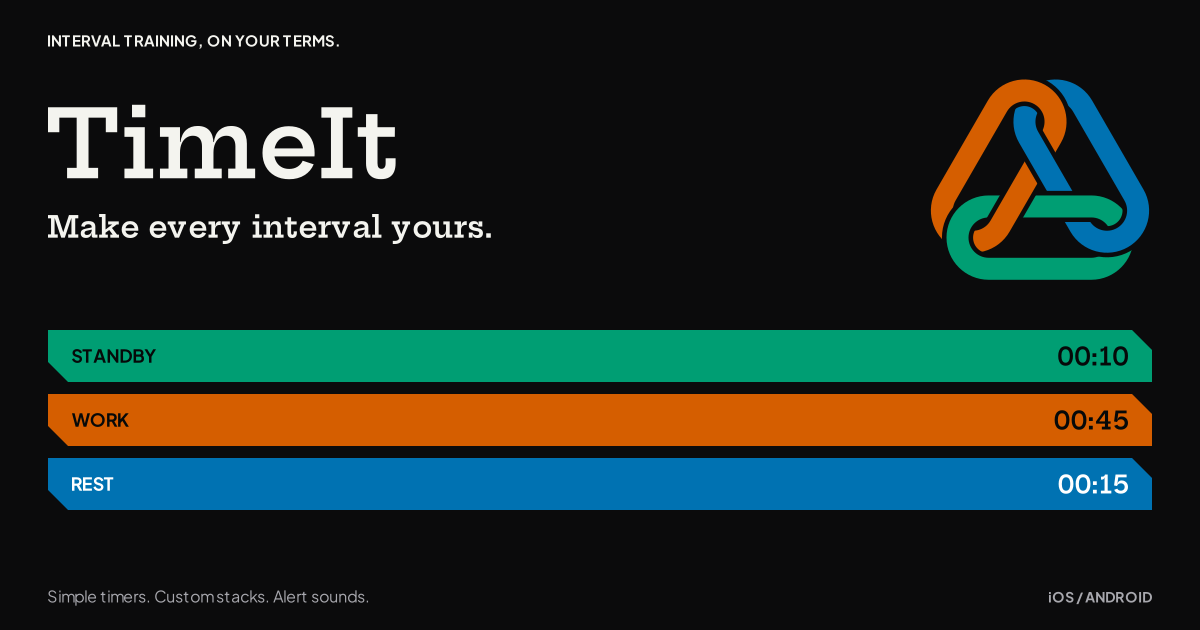 INTERVAL TRAINING, ON YOUR TERMS.
TimeIt
Make every interval yours.
STANDBY 00:10
WORK 00:45
REST 00:15
Simple timers. Custom stacks. Alert sounds.
iOS / ANDROID